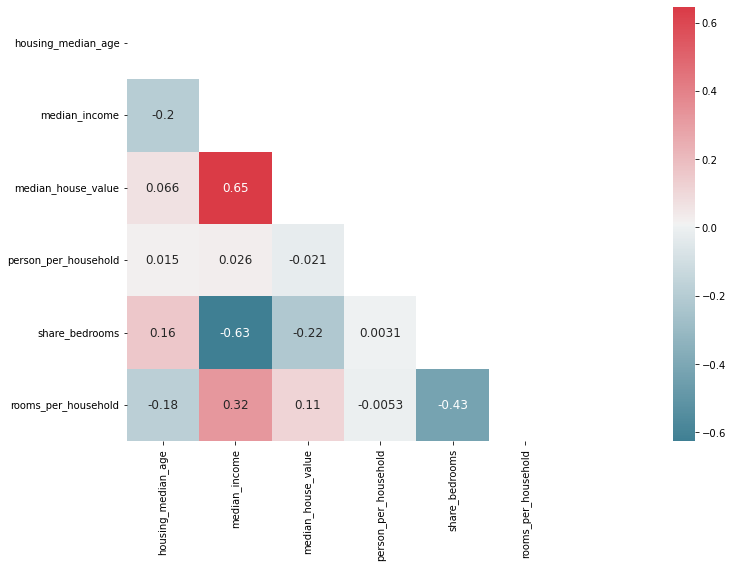 housing_median_age
median_income
-0.2
median_house_value
0.066 0.65
person_per_household
0.015 0.026 -0.021
share_bedrooms
0.16 -0.63 -0.22 0.0031
rooms_per_household
-0.18 0.32 0.11 -0.0053 -0.43
housing_median_age
median_income
median_house_value
person_per_household
share_bedrooms
rooms_per_household
0.6
0.4
0.2
0.0
−0.2
−0.4
−0.6